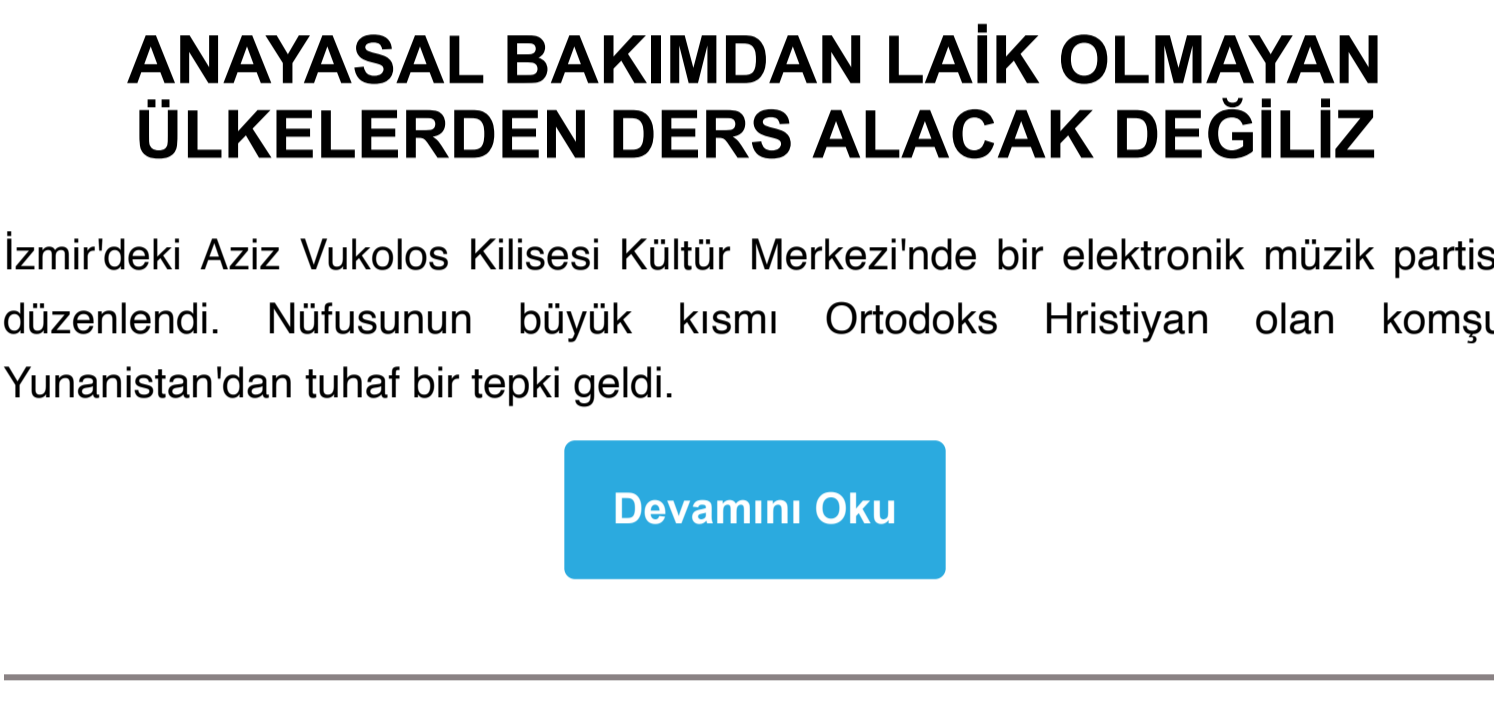 ANAYASAL BAKIMDAN LAİK OLMAYAN
ÜLKELERDEN DERS ALACAK DEĞİLİZ
İzmir'deki Aziz Vukolos Kilisesi Kültür Merkezi'nde bir elektronik müzik partis
düzenlendi. Nüfusunun büyük kısmı Ortodoks Hristiyan olan komşu
Yunanistan'dan tuhaf bir tepki geldi.
Devamını Oku